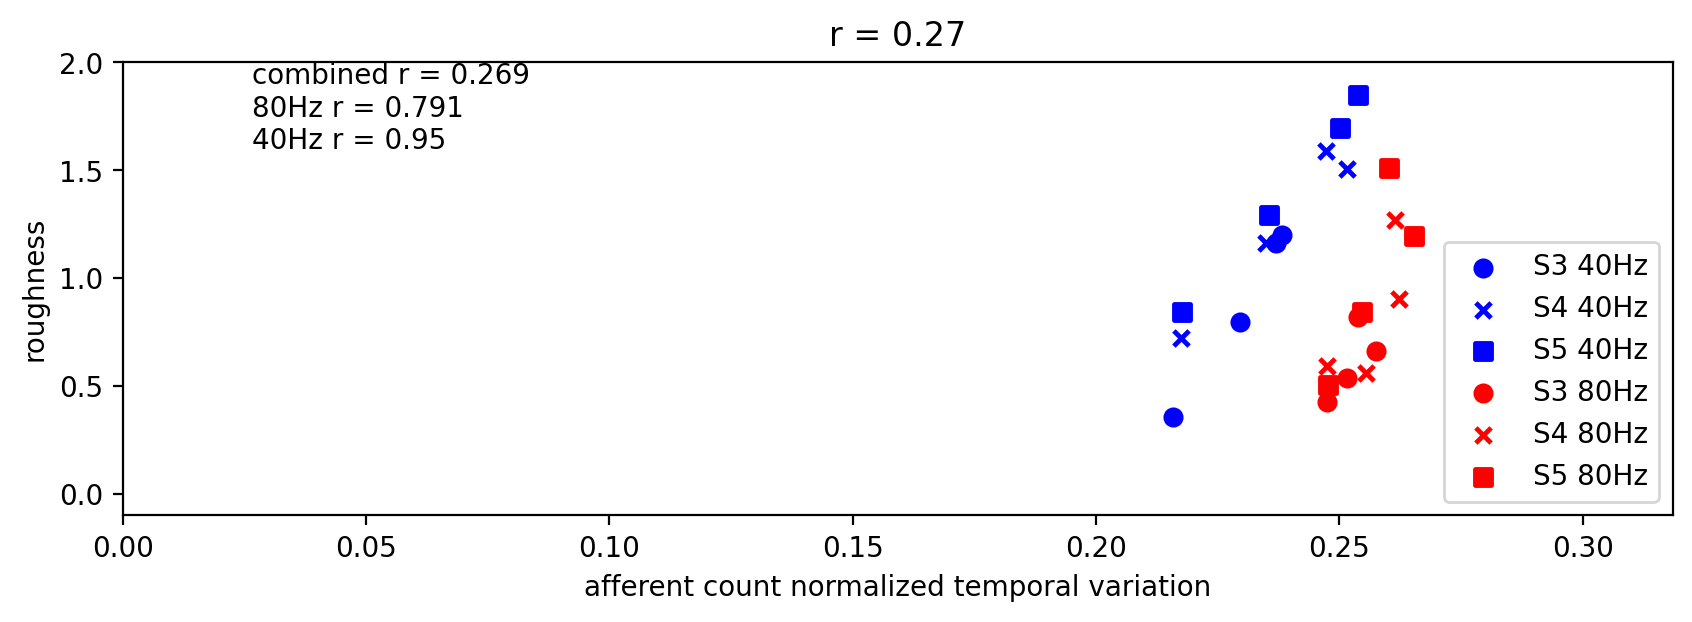 r = 0.27
combined r = 0.269
80Hz r = 0.791
40Hz r = 0.95
2.0
1.5
1.0
0.5
0.0
roughness
S3 40Hz
S4 40Hz
S5 40Hz
S3 80Hz
S4 80Hz
S5 80Hz
0.00 0.05 0.10 0.15 0.20 0.25 0.30
afferent count normalized temporal variation